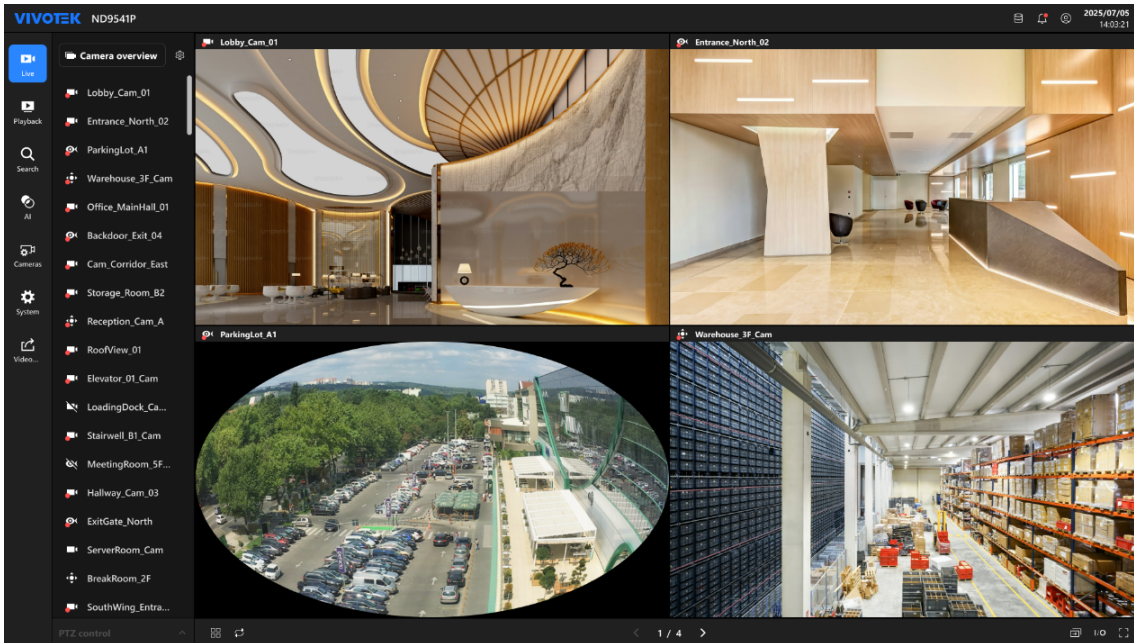 VIVOTEK ND9541P
2025/07/05
14:03:21
Live
Playback
Search
AI
Cameras
System
Video...
Camera overview
Lobby_Cam_01
Entrance_North_02
ParkingLot_A1
Warehouse_3F_Cam
Office_MainHall_01
Backdoor_Exit_04
Cam_Corridor_East
Storage_Room_B2
Reception_Cam_A
RoofView_01
Elevator_01_Cam
LoadingDock_Ca...
Stairwell_B1_Cam
MeetingRoom_5F...
Hallway_Cam_03
ExitGate_North
ServerRoom_Cam
BreakRoom_2F
SouthWing_Entra...
PTZ control
Lobby_Cam_01
Entrance_North_02
ParkingLot_A1
Warehouse_3F_Cam
1 / 4
I/O